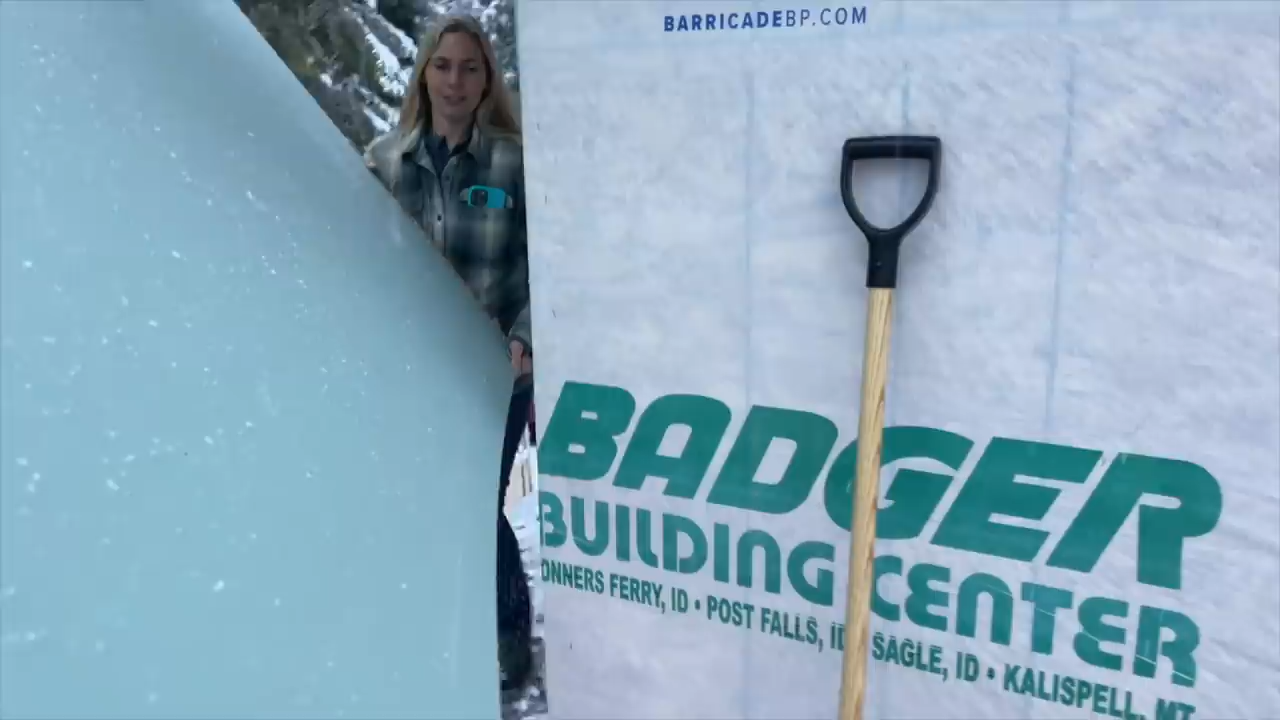 BARRICADEBP.COM
BADGER
BUILDING CENTER
ONNERS FERRY, ID • POST FALLS, ID SAGLE, ID • KALISPELL, MT